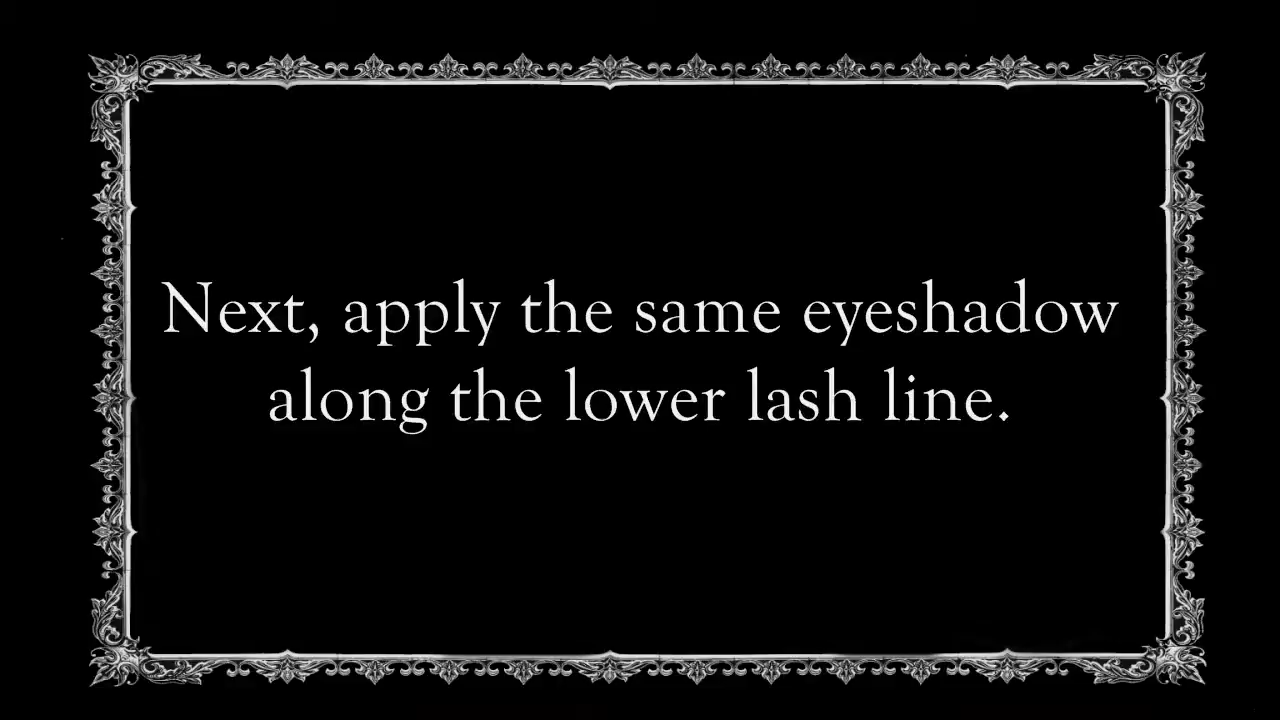 Next, apply the same eyeshadow
along the lower lash line.